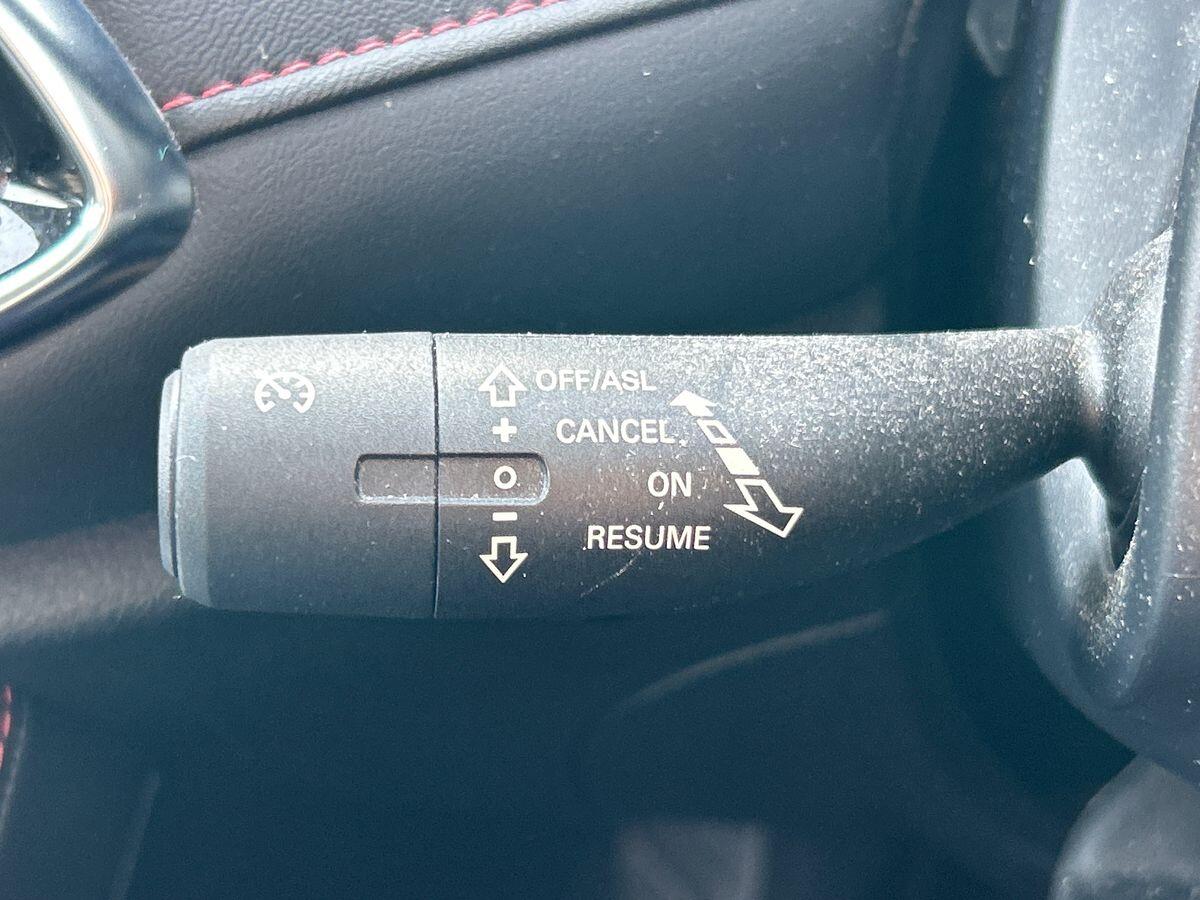 OFF/ASL
+ CANCEL
ON
- RESUME